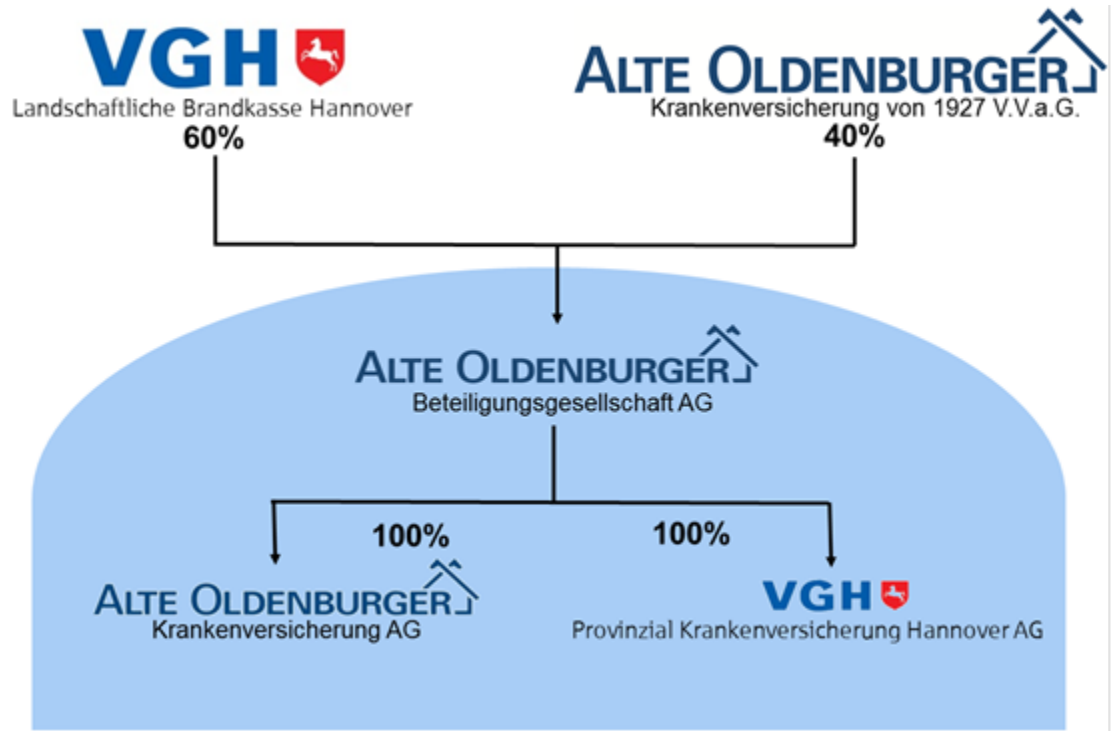 VGH
Landschaftliche Brandkasse Hannover
60%
ALTE OLDENBURGER
Krankenversicherung von 1927 V.V.a.G.
40%
ALTE OLDENBURGER
Beteiligungsgesellschaft AG
100%
100%
ALTE OLDENBURGER
Krankenversicherung AG
VGH
Provinzial Krankenversicherung Hannover AG